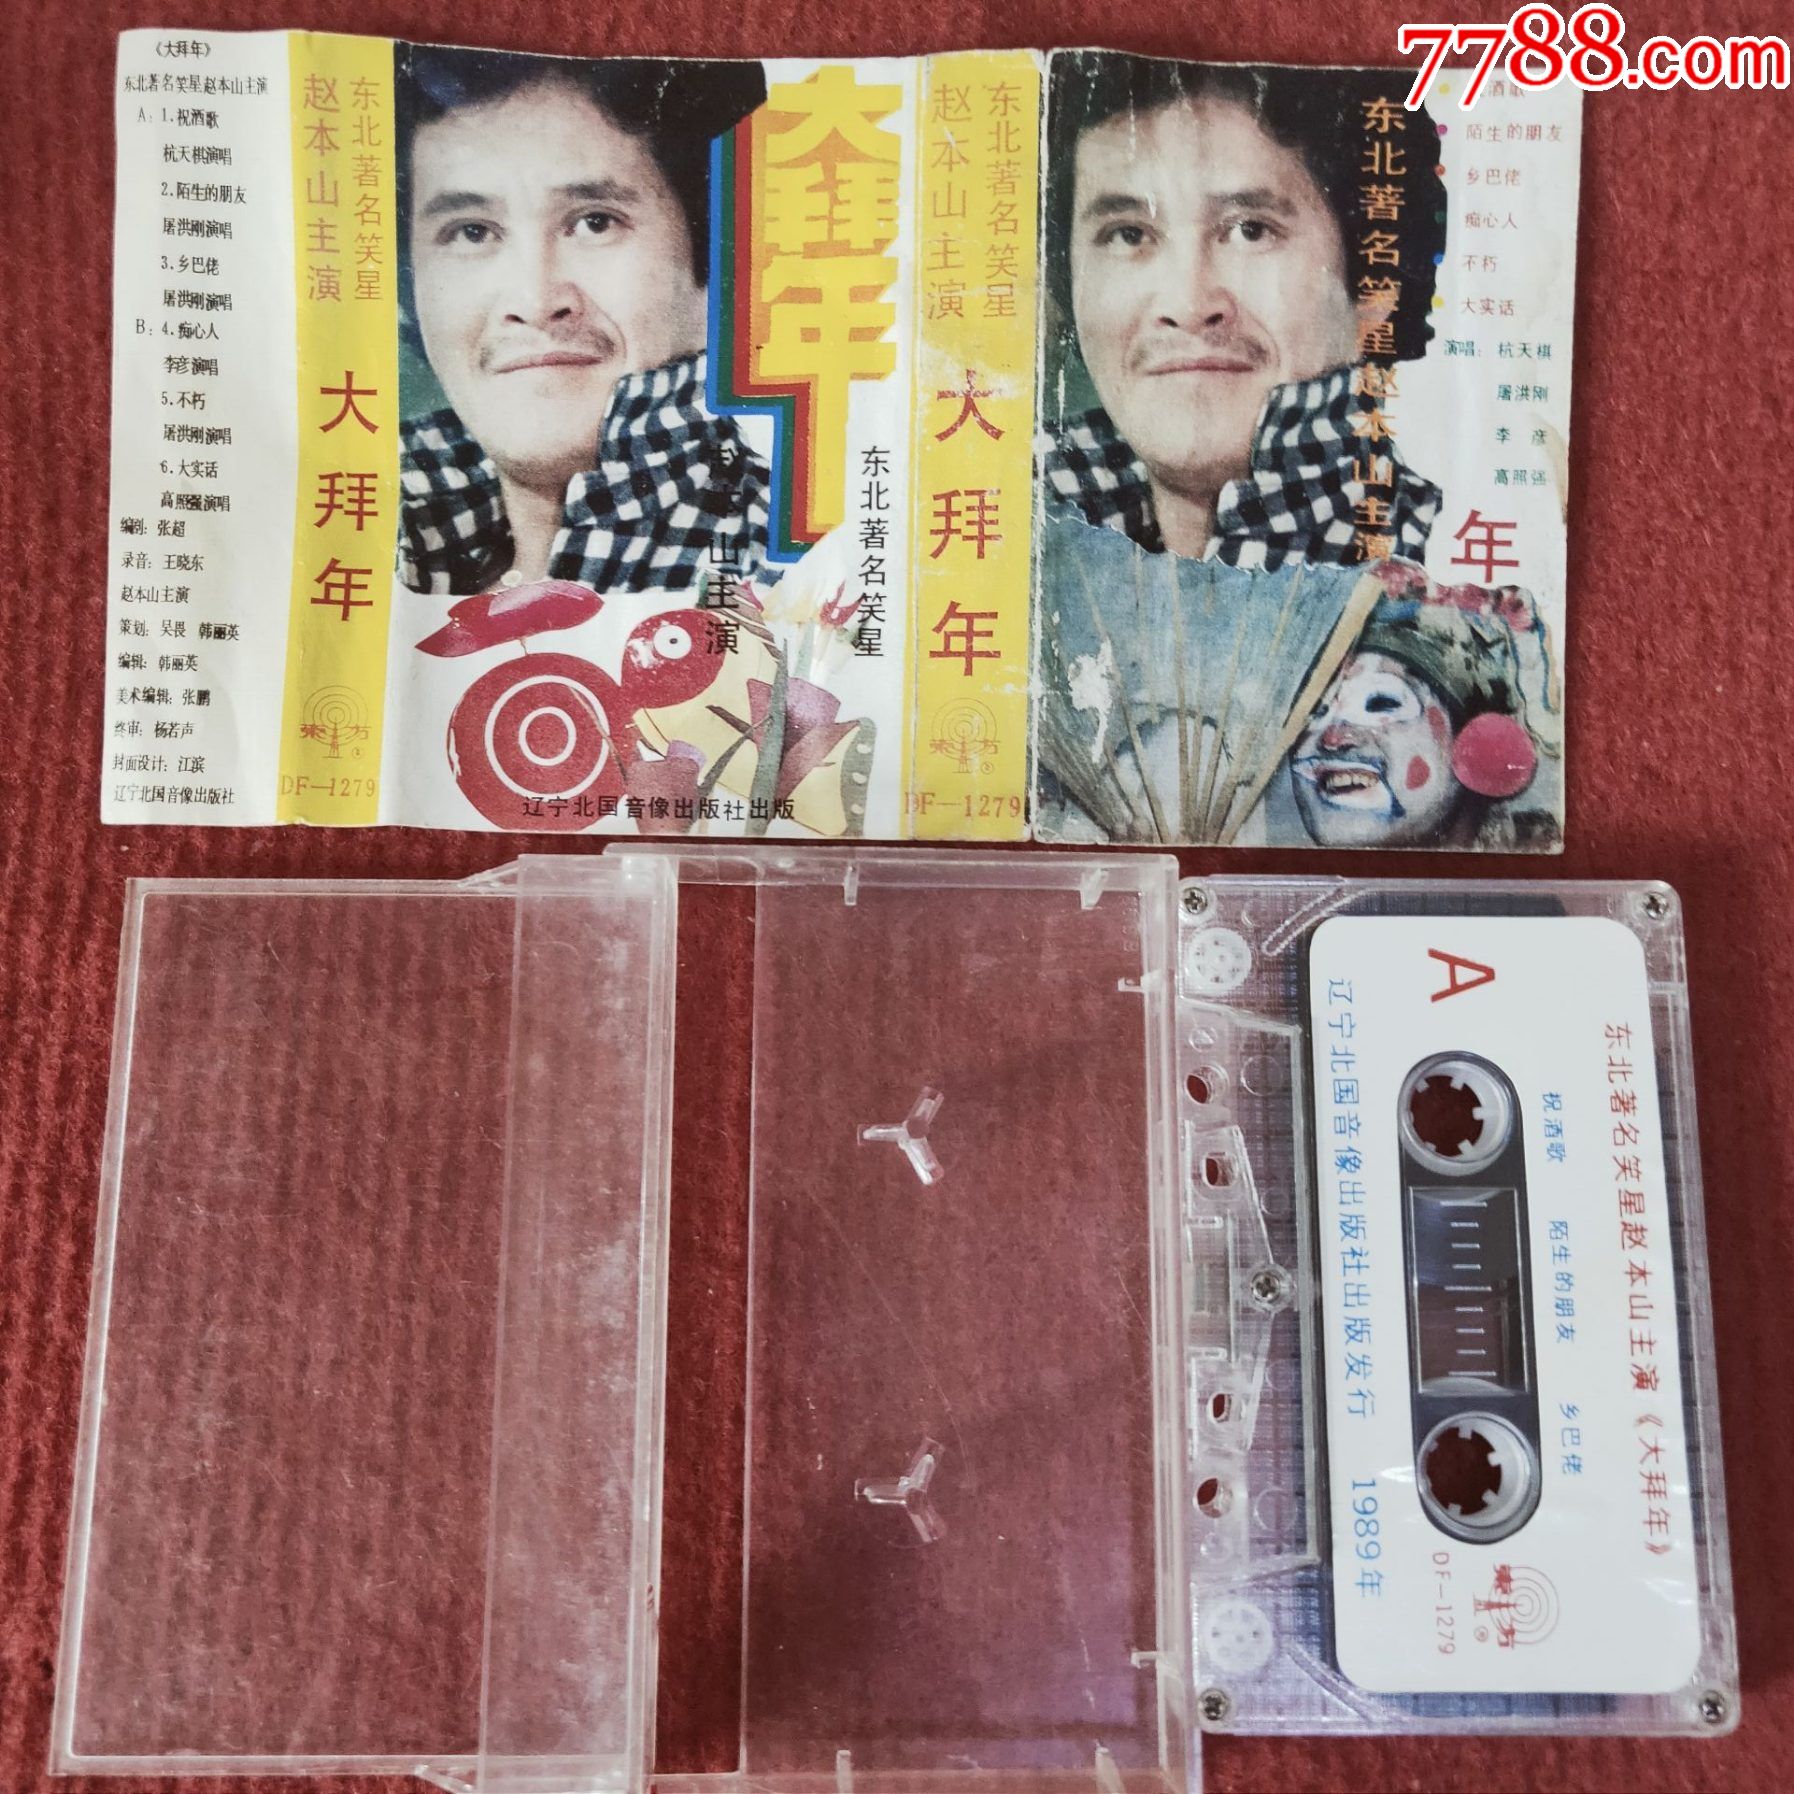 7788.com
《大拜年》
东北著名笑星赵本山主演
A：1.祝酒歌
杭天琪演唱
2.陌生的朋友
屠洪刚演唱
3.乡巴佬
屠洪刚演唱
B：4.痴心人
李彦演唱
5.不朽
屠洪刚演唱
6.大实话
高照强演唱
编剧：张超
录音：王晓东
赵本山主演
策划：吴畏 韩丽英
编辑：韩丽英
美术编辑：张鹏
终审：杨若声
封面设计：江滨
辽宁北国音像出版社
东北著名笑星
赵本山主演
大拜年
東方
DF—1279
大拜年
东北著名笑星
赵本山主演
辽宁北国音像出版社出版
东北著名笑星
赵本山主演
大拜年
東方
DF—1279
东北著名笑星赵本山主演
酒歌
陌生的朋友
乡巴佬
痴心人
不朽
大实话
演唱：杭天琪
屠洪刚
李彦
高照强
年
A
东北著名笑星赵本山主演《大拜年》
祝酒歌 陌生的朋友 乡巴佬
東方
DF—1279
辽宁北国音像出版社出版发行 1989年